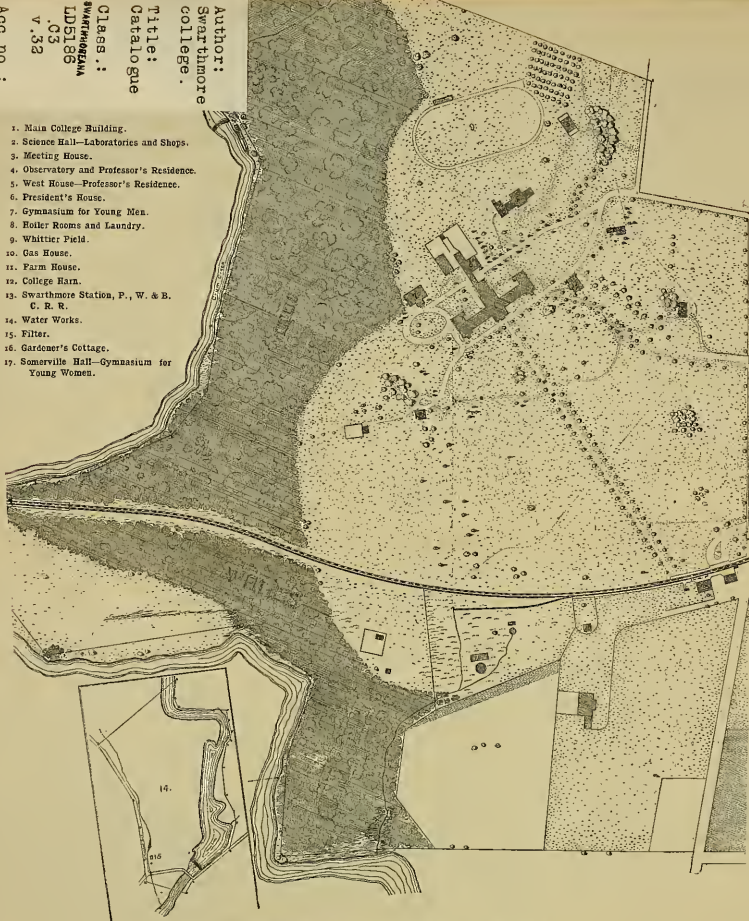 Author:
Swarthmore
college.
Title:
Catalogue
Class.:
SWARTHMOREANA
LD5186
.C3
v.32
Acc. no.:
1. Main College Building.
2. Science Hall—Laboratories and Shops.
3. Meeting House.
4. Observatory and Professor's Residence.
5. West House—Professor's Residence.
6. President's House.
7. Gymnasium for Young Men.
8. Boiler Rooms and Laundry.
9. Whittier Field.
10. Gas House.
11. Farm House.
12. College Barn.
13. Swarthmore Station, P., W. & B.
C. R. R.
14. Water Works.
15. Filter.
16. Gardener's Cottage.
17. Somerville Hall—Gymnasium for
Young Women.
14.